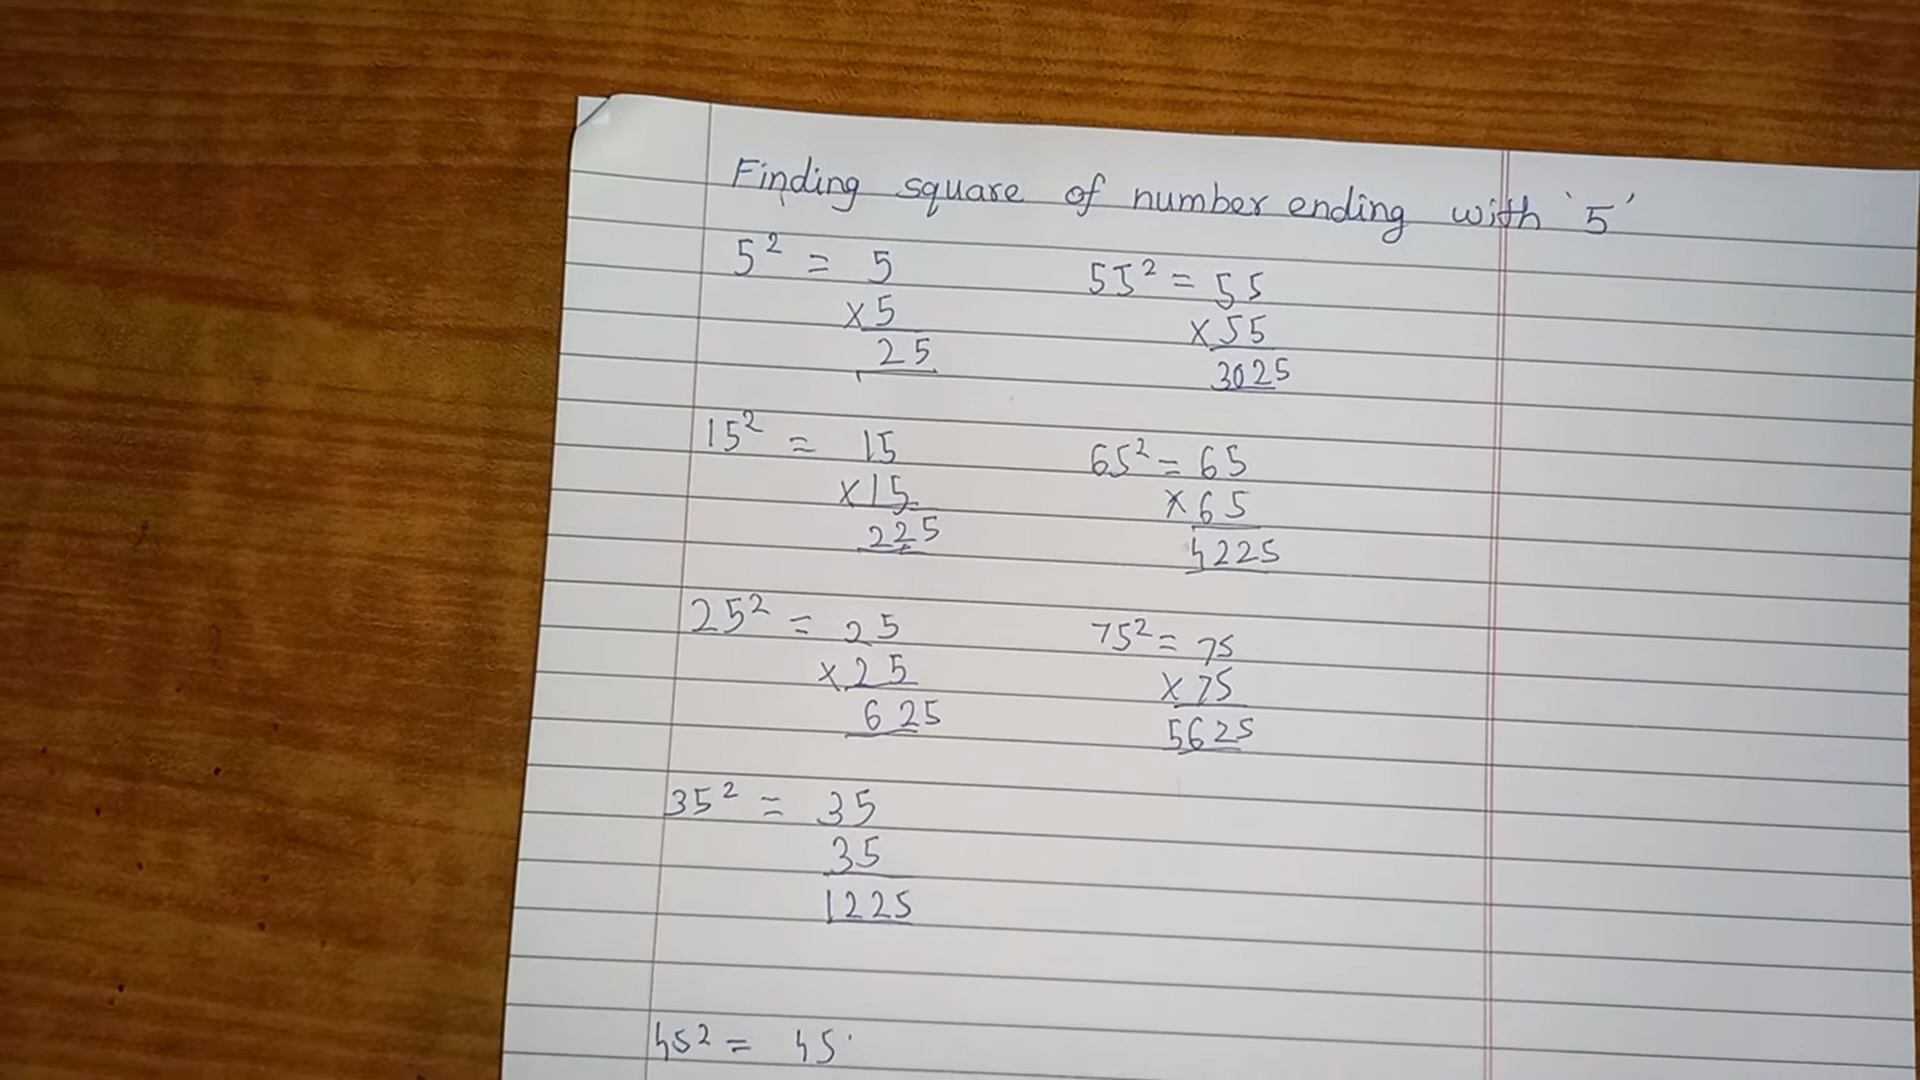 Finding square of number ending with '5'
5² = 5
x 5
25
15² = 15
x 15
225
25² = 25
x 25
625
35² = 35
35
1225
45² = 45
55² = 55
x 55
3025
65² = 65
x 65
4225
75² = 75
x 75
5625